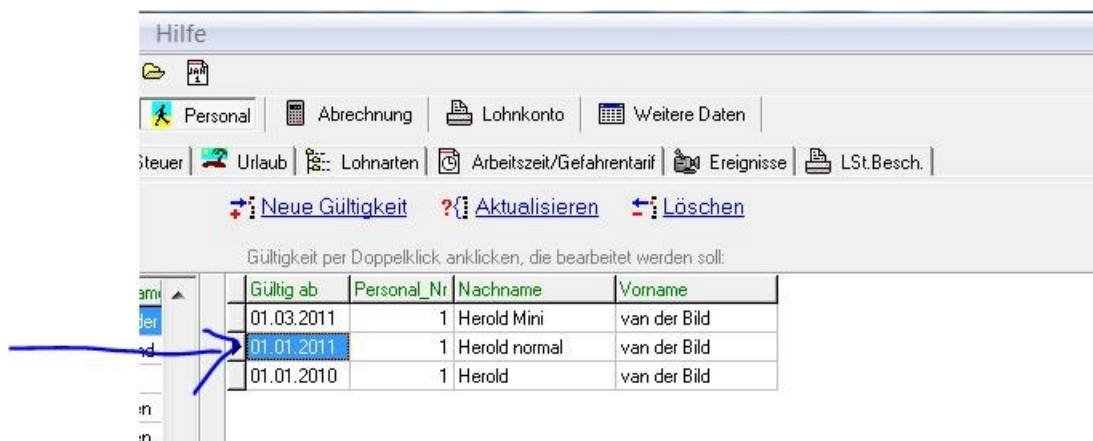 Hilfe
Personal Abrechnung Lohnkonto Weitere Daten
Steuer Urlaub Lohnarten Arbeitszeit/Gefahrentarif Ereignisse LSt.Besch.
Neue Gültigkeit Aktualisieren Löschen
Gültigkeit per Doppelklick anklicken, die bearbeitet werden soll:
Gültig ab Personal_Nr Nachname Vorname
01.03.2011 1 Herold Mini van der Bild
01.01.2011 1 Herold normal van der Bild
01.01.2010 1 Herold van der Bild